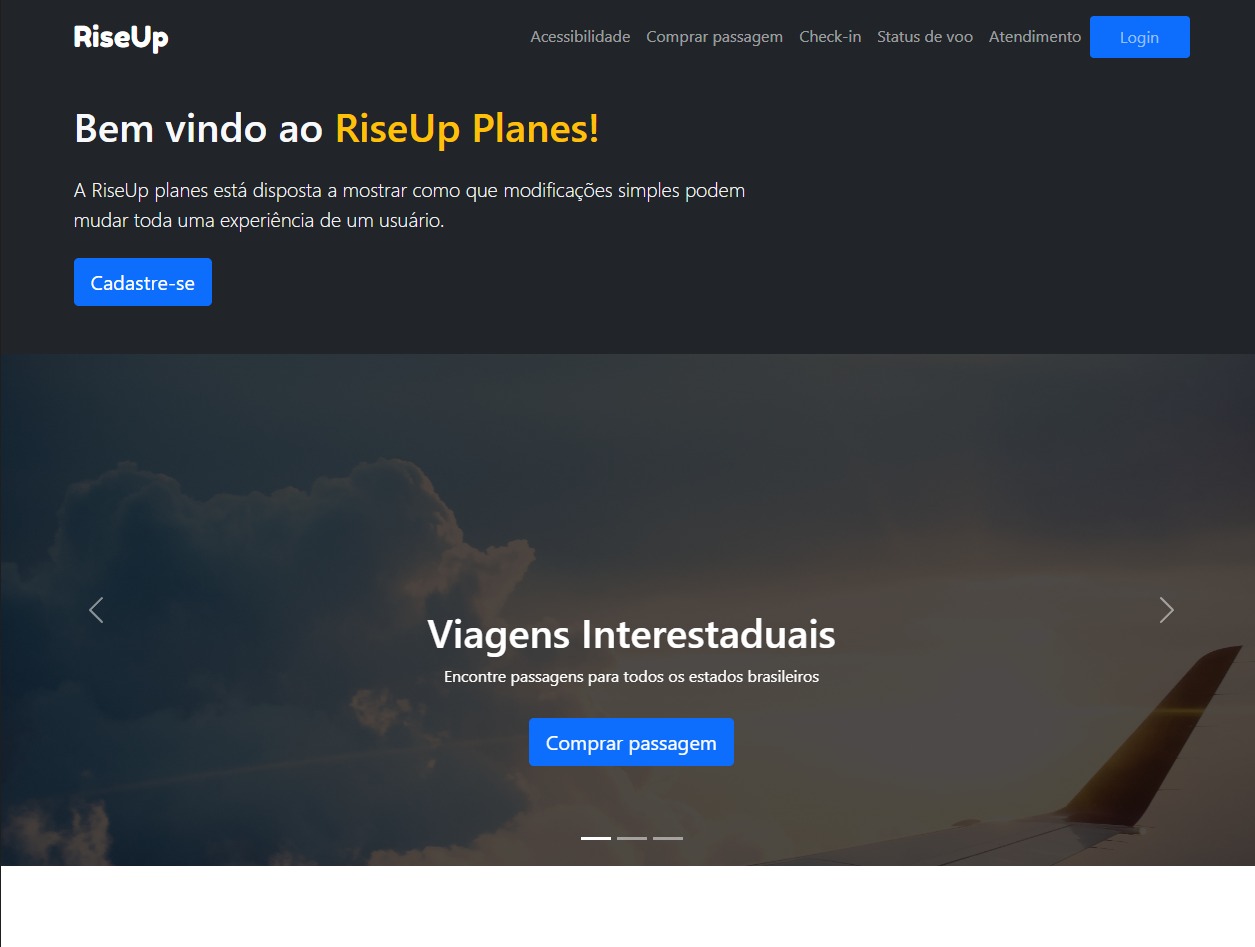 RiseUp
Acessibilidade Comprar passagem Check-in Status de voo Atendimento Login
Bem vindo ao RiseUp Planes!
A RiseUp planes está disposta a mostrar como que modificações simples podem
mudar toda uma experiência de um usuário.
Cadastre-se
Viagens Interestaduais
Encontre passagens para todos os estados brasileiros
Comprar passagem